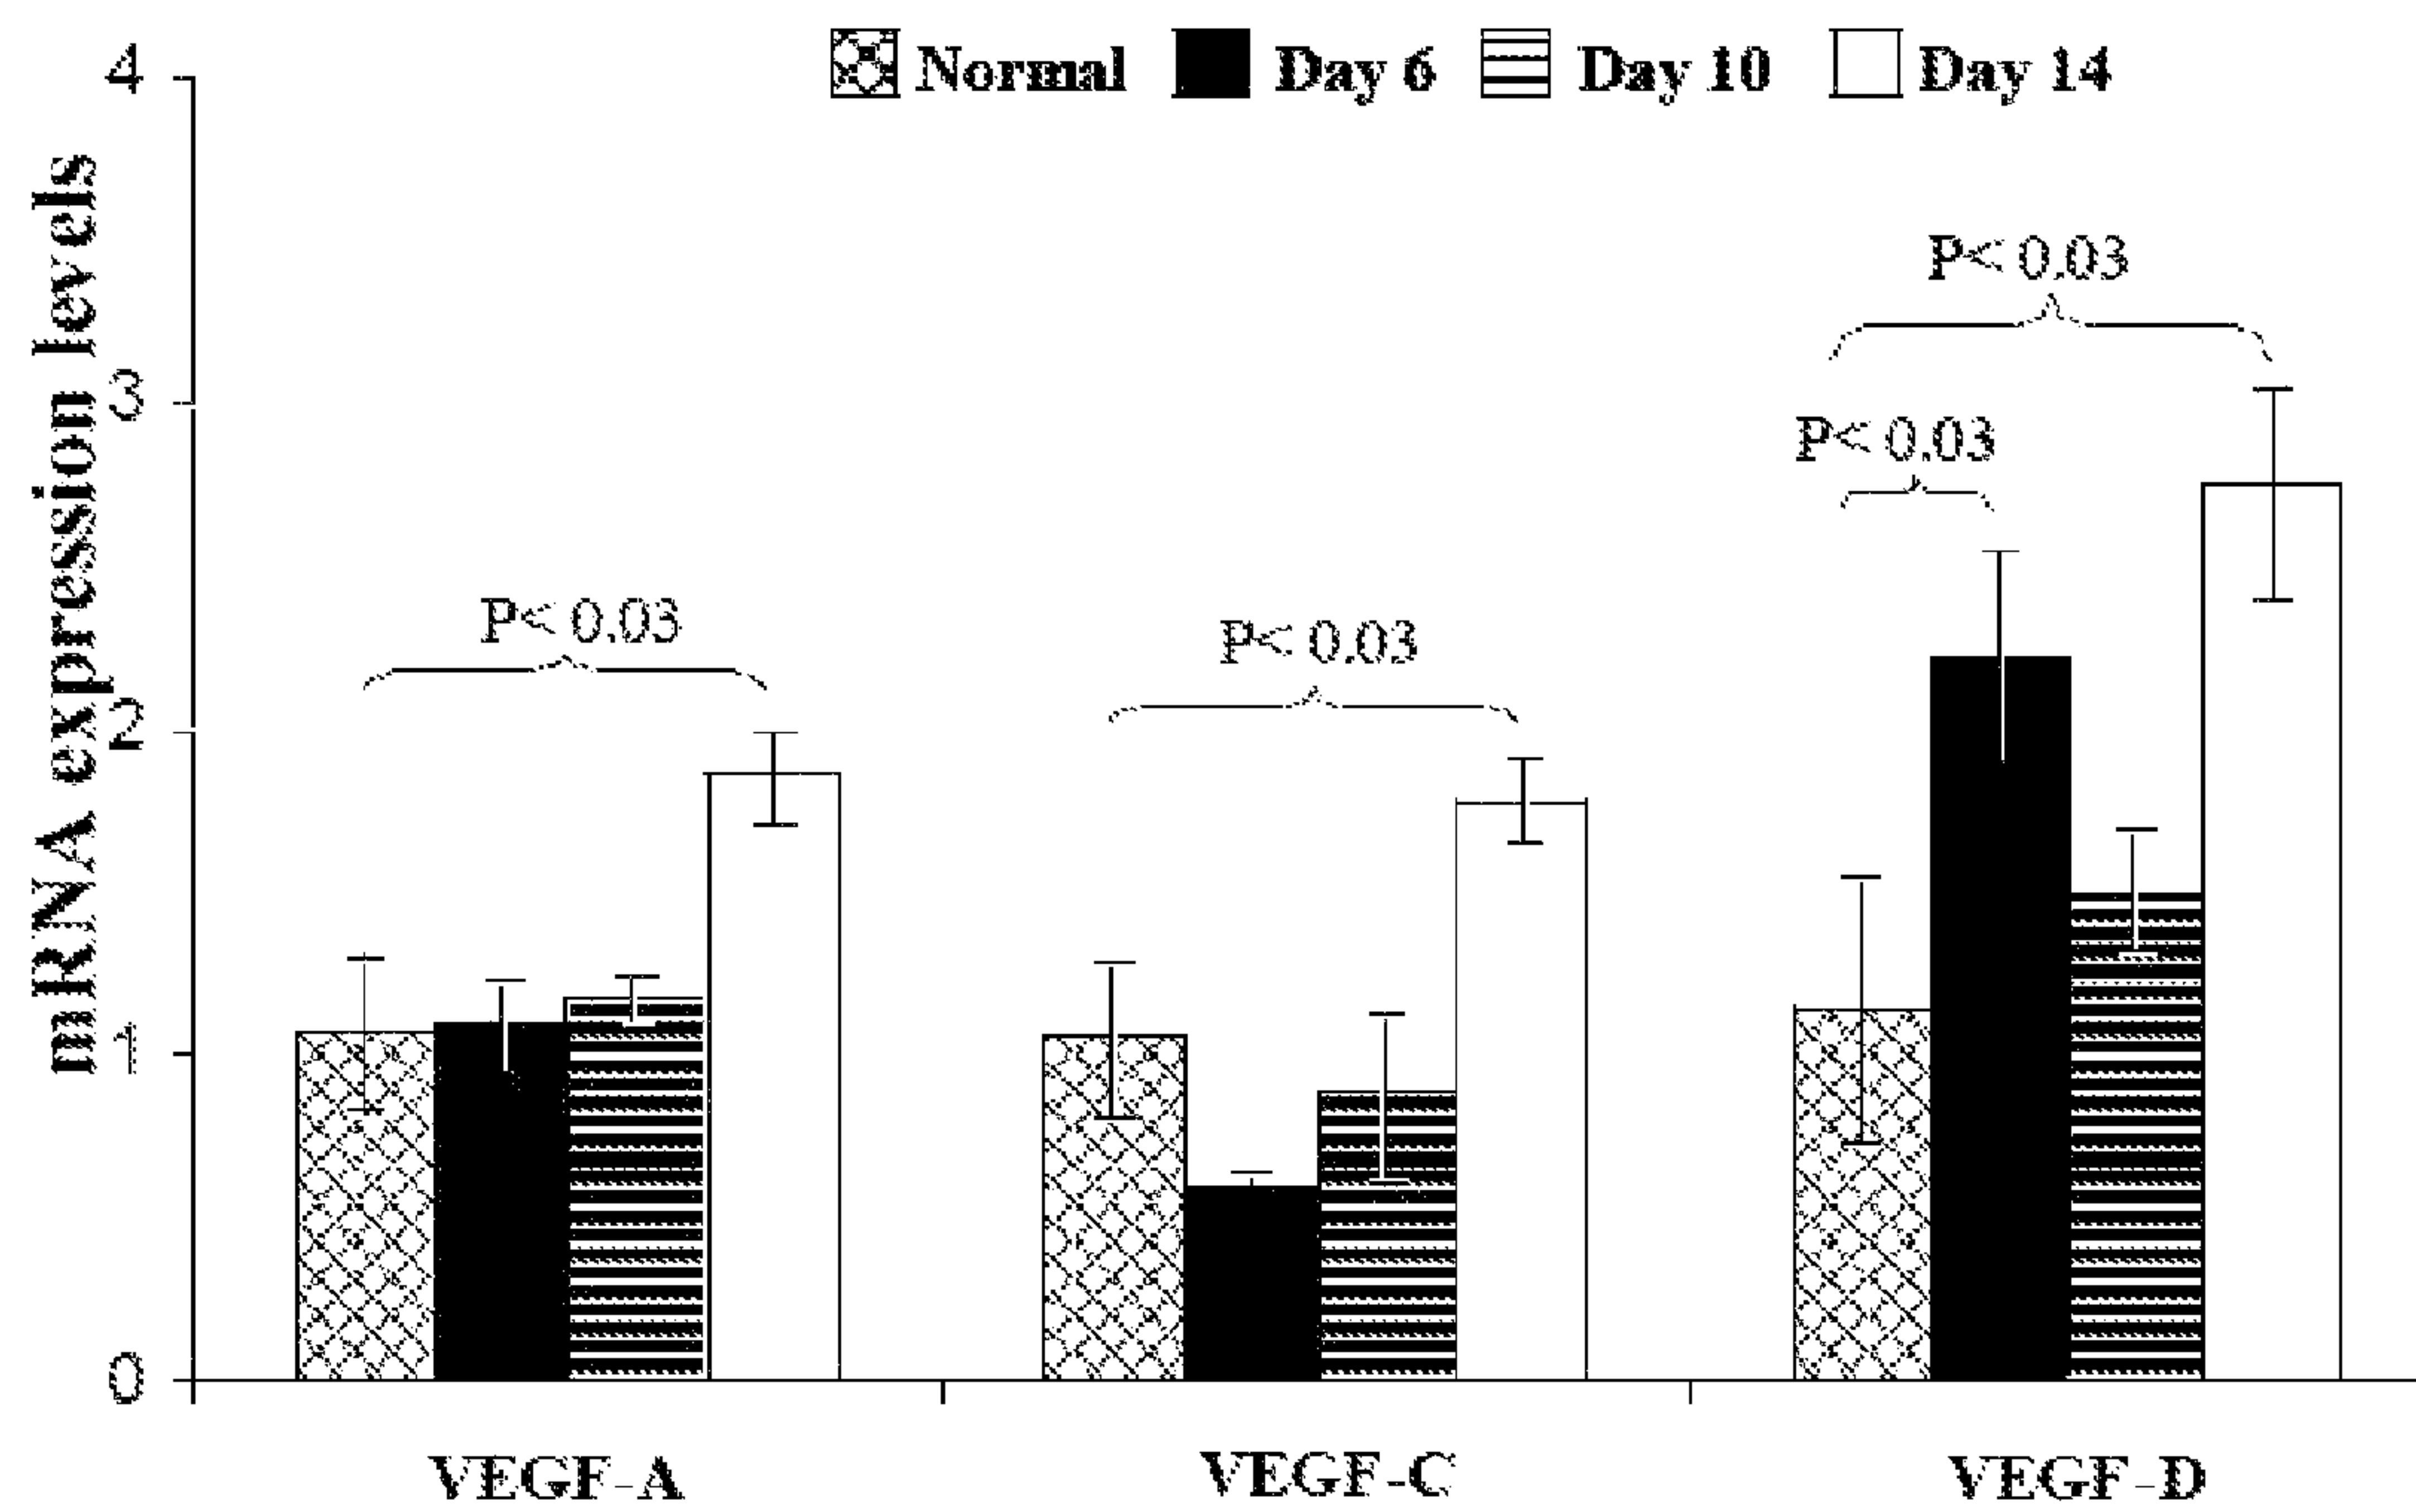 Normal Day 6 Day 10 Day 14
mRNA expression levels
4
3
2
1
0
P< 0.03
P< 0.03
P< 0.03
P< 0.03
VEGF-A VEGF-C VEGF-D